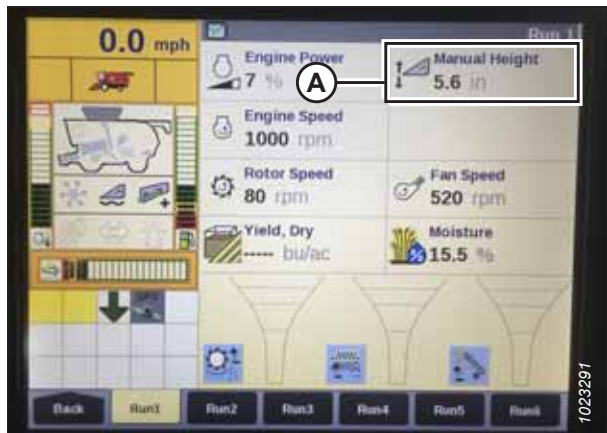 0.0 mph
Run 1
Engine Power
7 %
A
Manual Height
5.6 in
Engine Speed
1000 rpm
Rotor Speed
80 rpm
Fan Speed
520 rpm
Yield, Dry
----- bu/ac
Moisture
15.5 %
Back
Run1
Run2
Run3
Run4
Run5
Run6
1023291